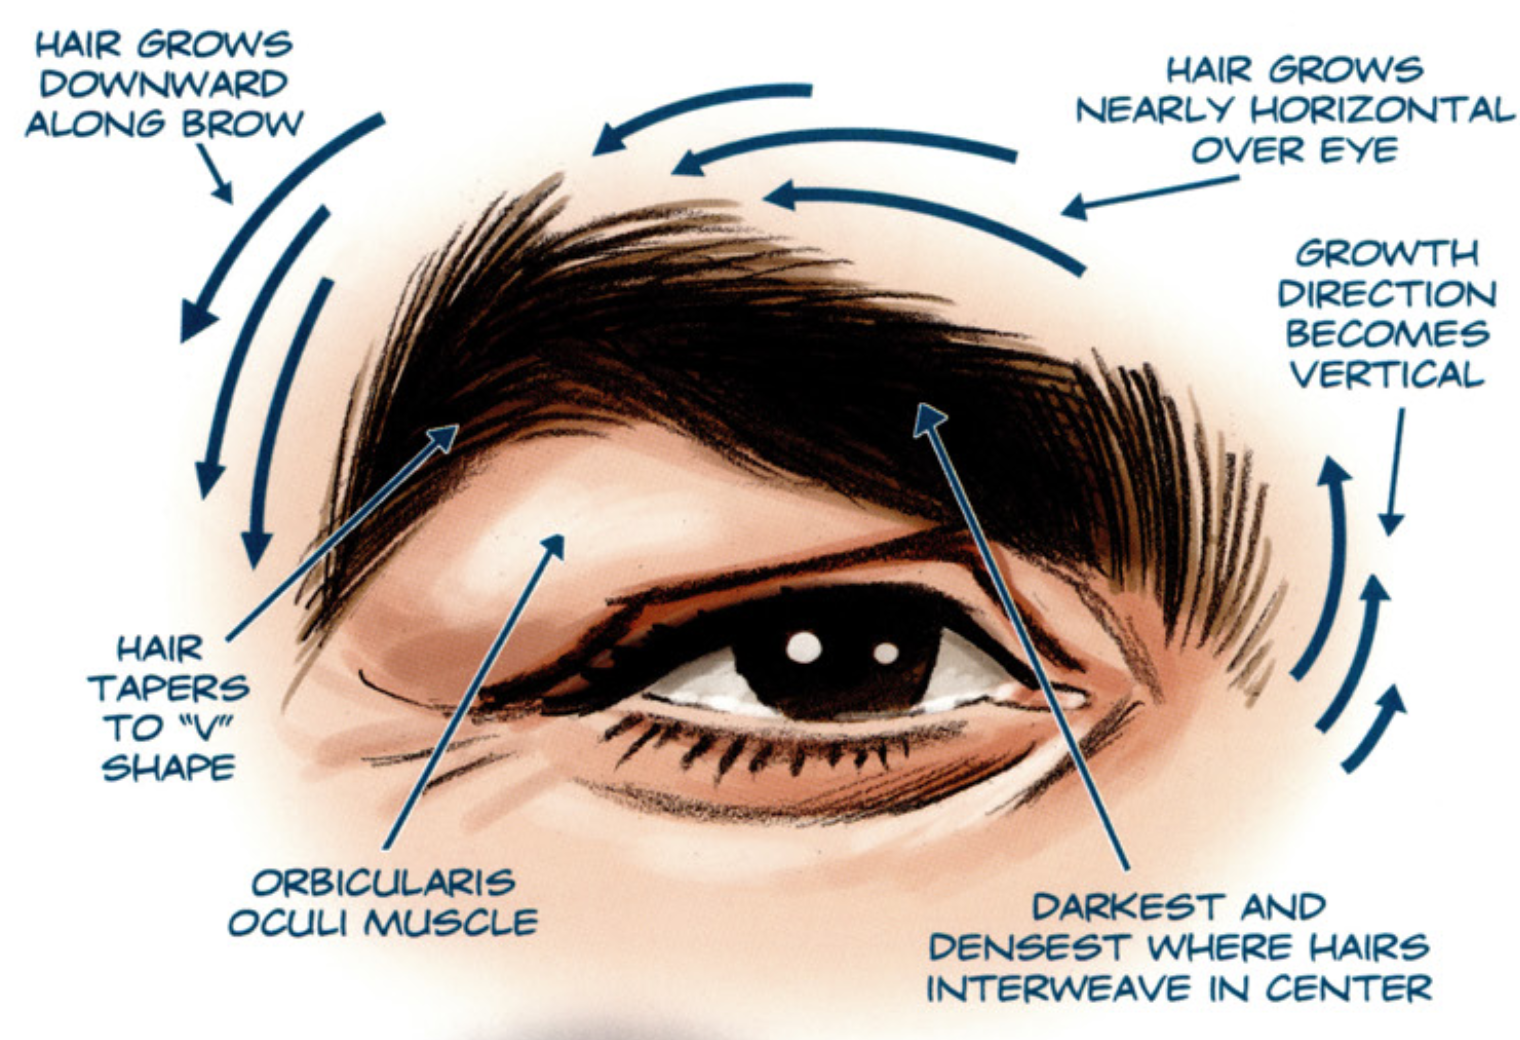 HAIR GROWS
DOWNWARD
ALONG BROW
HAIR GROWS
NEARLY HORIZONTAL
OVER EYE
GROWTH
DIRECTION
BECOMES
VERTICAL
HAIR
TAPERS
TO "V"
SHAPE
ORBICULARIS
OCULI MUSCLE
DARKEST AND
DENSEST WHERE HAIRS
INTERWEAVE IN CENTER